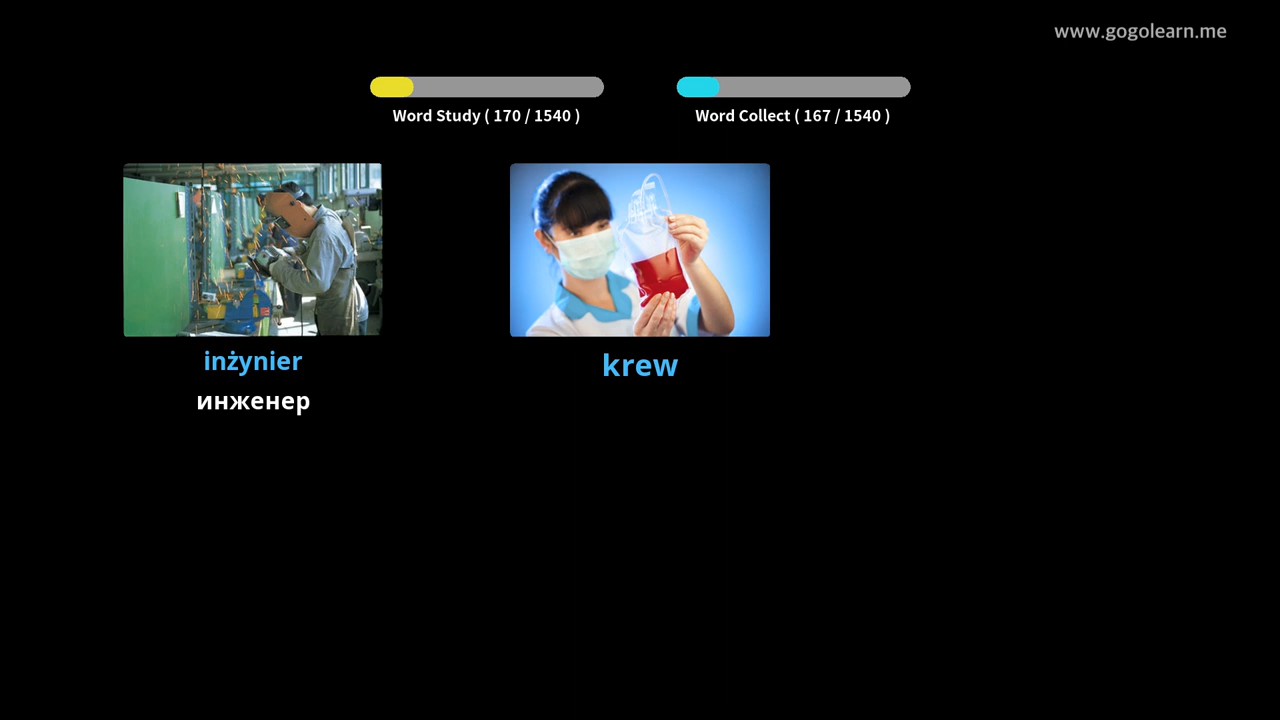 www.gogolearn.me
Word Study ( 170 / 1540 )
Word Collect ( 167 / 1540 )
inżynier
инженер
krew